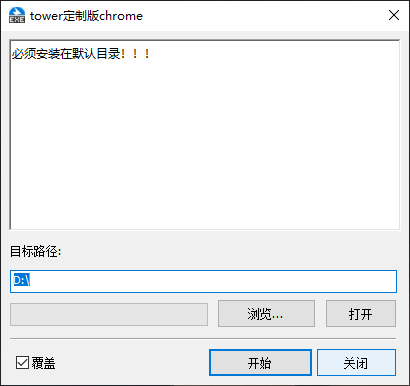 tower定制版chrome
必须安装在默认目录！！！
目标路径:
D:\
浏览...
打开
覆盖
开始
关闭